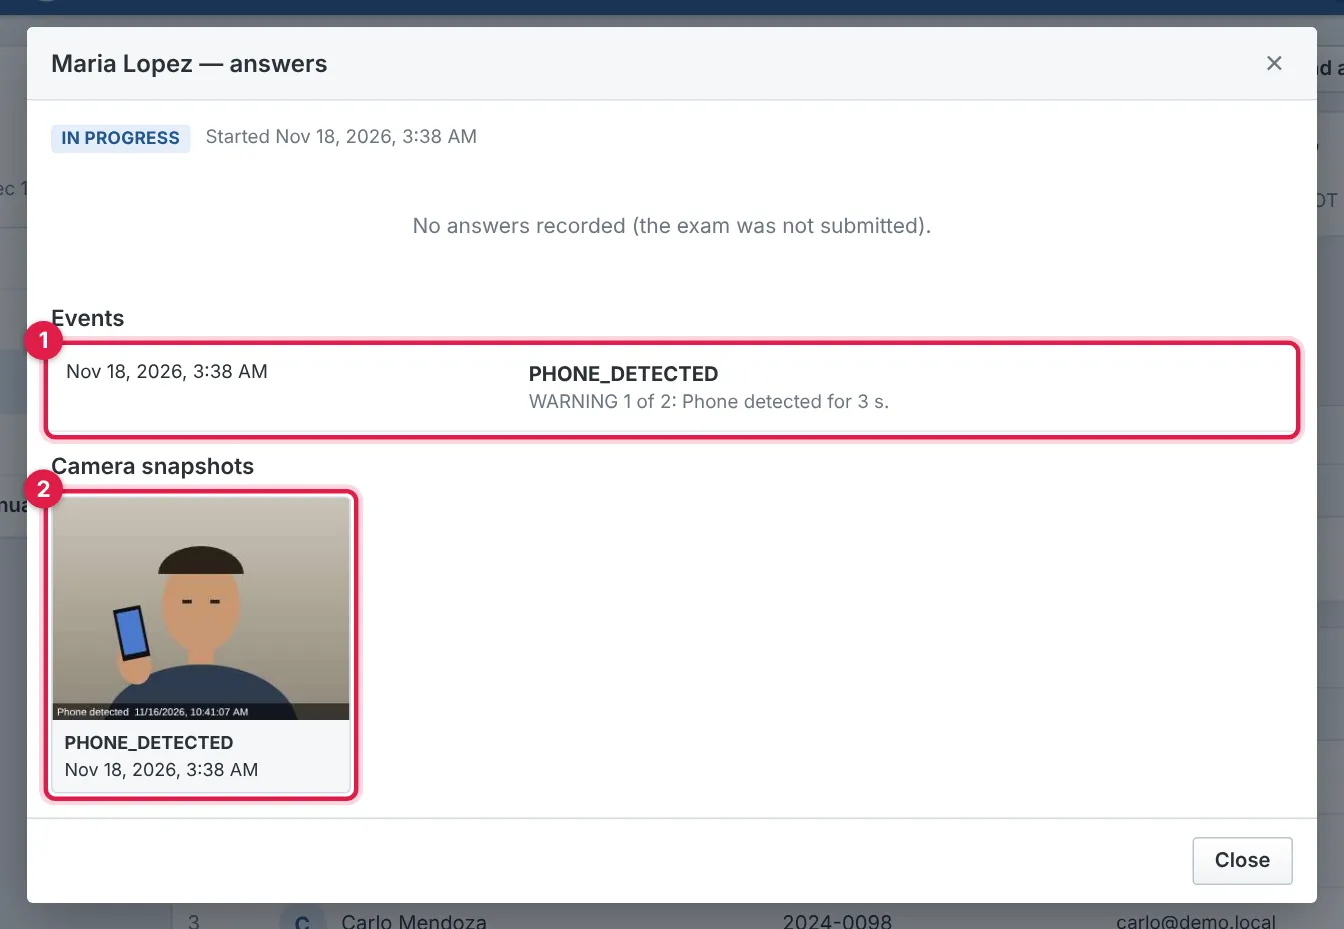 Maria Lopez — answers
IN PROGRESS Started Nov 18, 2026, 3:38 AM
No answers recorded (the exam was not submitted).
Events
1
Nov 18, 2026, 3:38 AM PHONE_DETECTED
WARNING 1 of 2: Phone detected for 3 s.
Camera snapshots
2
Phone detected 11/16/2026, 10:41:07 AM
PHONE_DETECTED
Nov 18, 2026, 3:38 AM
Close
3 C Carlo Mendoza 2024-0098 carlo@demo.local